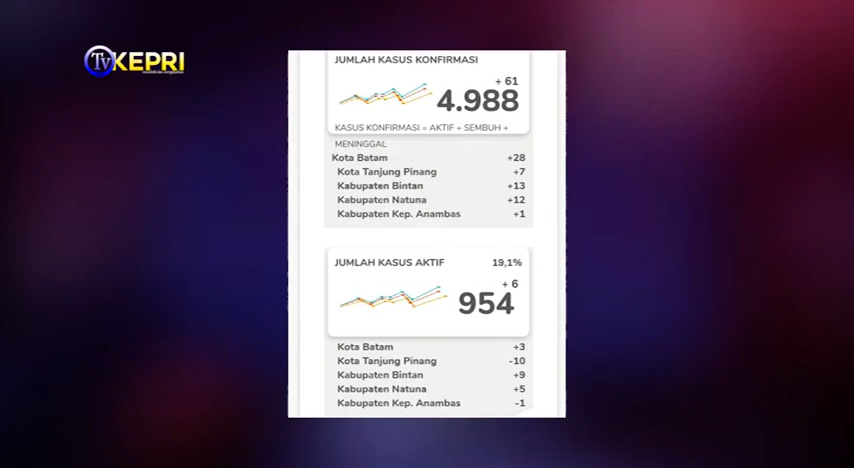 TvKEPRI
JUMLAH KASUS KONFIRMASI
+ 61
4.988
KASUS KONFIRMASI = AKTIF + SEMBUH +
MENINGGAL
Kota Batam +28
Kota Tanjung Pinang +7
Kabupaten Bintan +13
Kabupaten Natuna +12
Kabupaten Kep. Anambas +1
JUMLAH KASUS AKTIF 19,1%
+ 6
954
Kota Batam +3
Kota Tanjung Pinang -10
Kabupaten Bintan +9
Kabupaten Natuna +5
Kabupaten Kep. Anambas -1